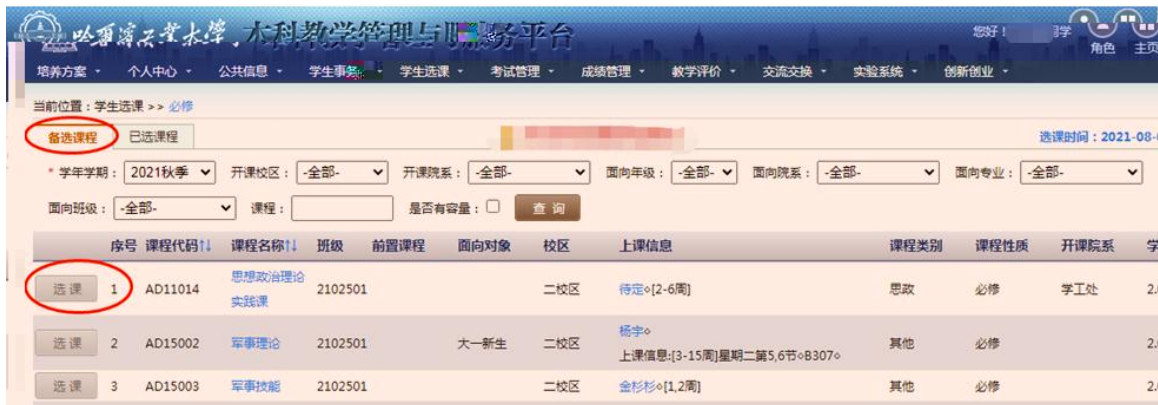 哈尔滨工业大学 本科教学管理与服务平台
您好！ 同学
角色 主页
培养方案 个人中心 公共信息 学生事务 学生选课 考试管理 成绩管理 教学评价 交流交换 实验系统 创新创业
当前位置：学生选课 >> 必修
备选课程 已选课程 选课时间：2021-08-
* 学年学期： 2021秋季 开课校区： -全部- 开课院系： -全部- 面向年级： -全部- 面向院系： -全部- 面向专业： -全部-
面向班级： -全部- 课程： 是否有容量： 查询
序号 课程代码↑↓ 课程名称↑↓ 班级 前置课程 面向对象 校区 上课信息 课程类别 课程性质 开课院系 学
选课 1 AD11014 思想政治理论 2102501 二校区 待定◇[2-6周] 思政 必修 学工处 2.
实践课
选课 2 AD15002 军事理论 2102501 大一新生 二校区 杨宇◇ 其他 必修 2.
上课信息:[3-15周]星期二第5,6节◇B307◇
选课 3 AD15003 军事技能 2102501 二校区 金杉杉◇[1,2周] 其他 必修 2.